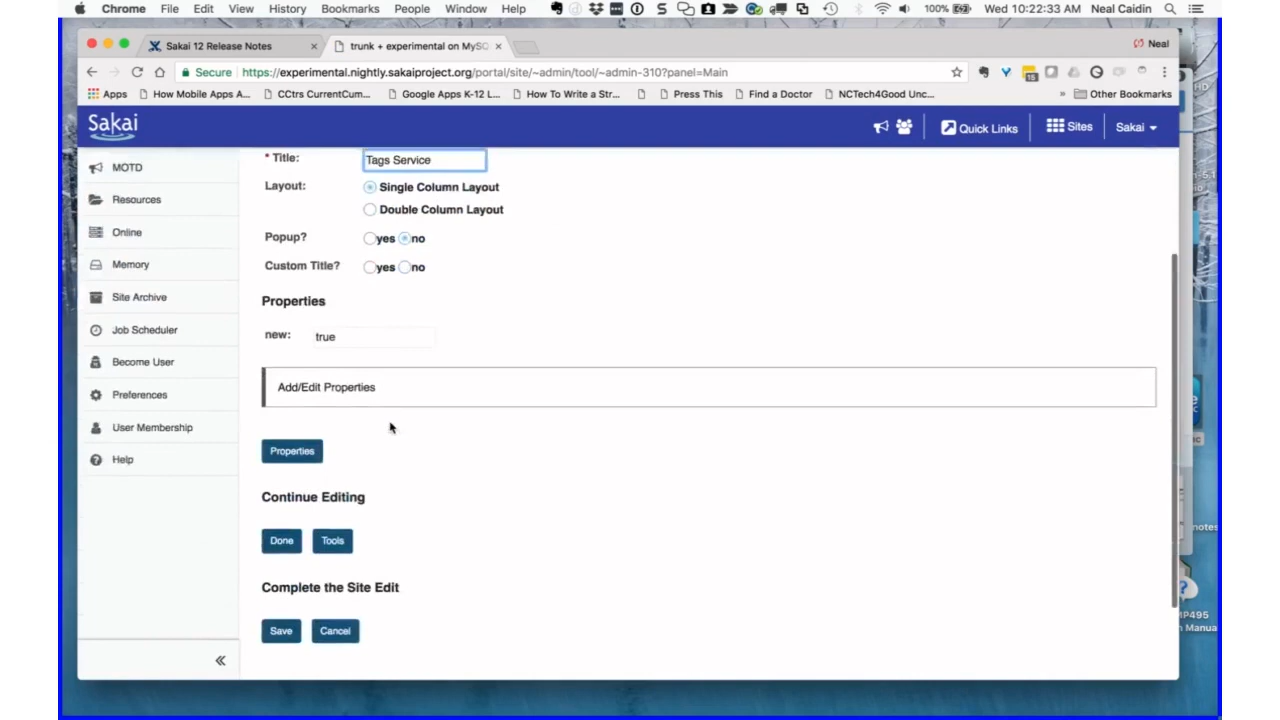 Chrome File Edit View History Bookmarks People Window Help 100% Wed 10:22:33 AM Neal Caidin
Sakai 12 Release Notes × trunk + experimental on MySQ × Neal
Secure https://experimental.nightly.sakaiproject.org/portal/site/~admin/tool/~admin-310?panel=Main
Apps How Mobile Apps A... CCtrs CurrentCum... Google Apps K-12 L... How To Write a Str... Press This Find a Doctor NCTech4Good Unc... » Other Bookmarks
Sakai Quick Links Sites Sakai
MOTD
Resources
Online
Memory
Site Archive
Job Scheduler
Become User
Preferences
User Membership
Help
«
* Title: Tags Service
Layout: Single Column Layout
Double Column Layout
Popup? yes no
Custom Title? yes no
Properties
new: true
Add/Edit Properties
Properties
Continue Editing
Done Tools
Complete the Site Edit
Save Cancel
notes
MP495
Manual